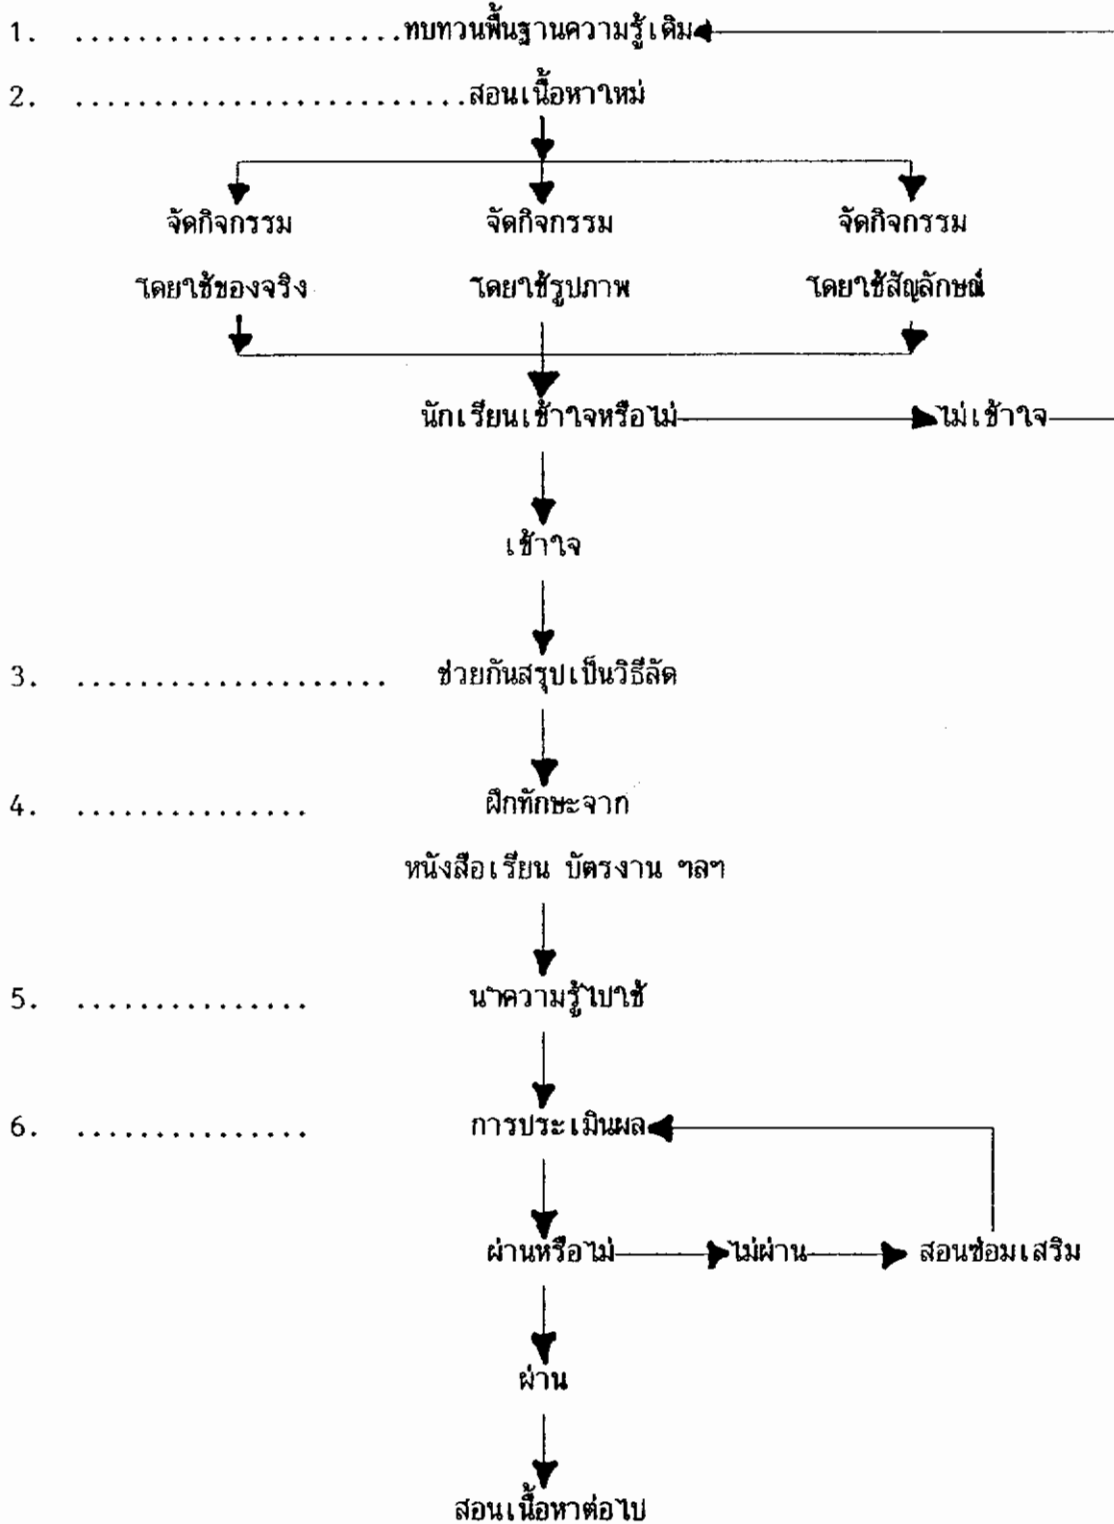 1. .....................ทบทวนพื้นฐานความรู้เดิม
2. .........................สอนเนื้อหาใหม่
จัดกิจกรรม จัดกิจกรรม จัดกิจกรรม
โดยใช้ของจริง โดยใช้รูปภาพ โดยใช้สัญลักษณ์
นักเรียนเข้าใจหรือไม่ ไม่เข้าใจ
เข้าใจ
3. .................... ช่วยกันสรุปเป็นวิธีลัด
4. ............... ฝึกทักษะจาก
หนังสือเรียน บัตรงาน ฯลฯ
5. ............... นำความรู้ไปใช้
6. ............... การประเมินผล
ผ่านหรือไม่ ไม่ผ่าน สอนซ่อมเสริม
ผ่าน
สอนเนื้อหาต่อไป